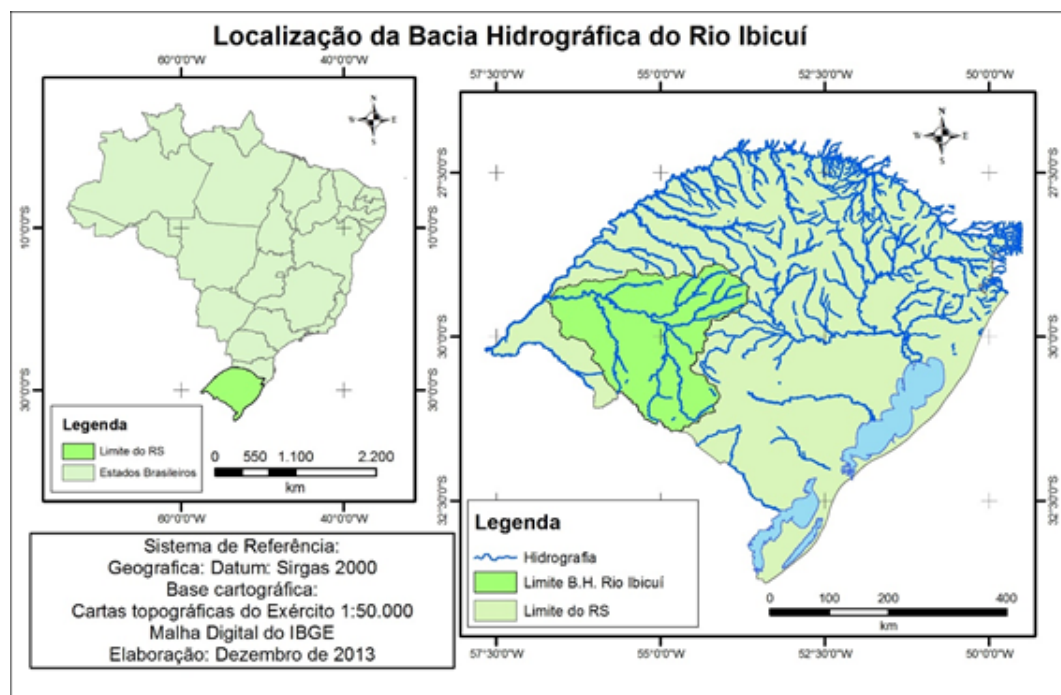 Localização da Bacia Hidrográfica do Rio Ibicuí
60°0'0"W 40°0'0"W
N
W E
S
10°0'0"S 10°0'0"S
30°0'0"S 30°0'0"S
Legenda
Limite do RS
Estados Brasileiros
0 550 1.100 2.200
km
60°0'0"W 40°0'0"W
Sistema de Referência:
Geografica: Datum: Sirgas 2000
Base cartográfica:
Cartas topográficas do Exército 1:50.000
Malha Digital do IBGE
Elaboração: Dezembro de 2013
57°30'0"W 55°0'0"W 52°30'0"W 50°0'0"W
N
W E
S
27°30'0"S 27°30'0"S
30°0'0"S 30°0'0"S
32°30'0"S 32°30'0"S
Legenda
Hidrografia
Limite B.H. Rio Ibicuí
Limite do RS
0 100 200 400
km
57°30'0"W 55°0'0"W 52°30'0"W 50°0'0"W